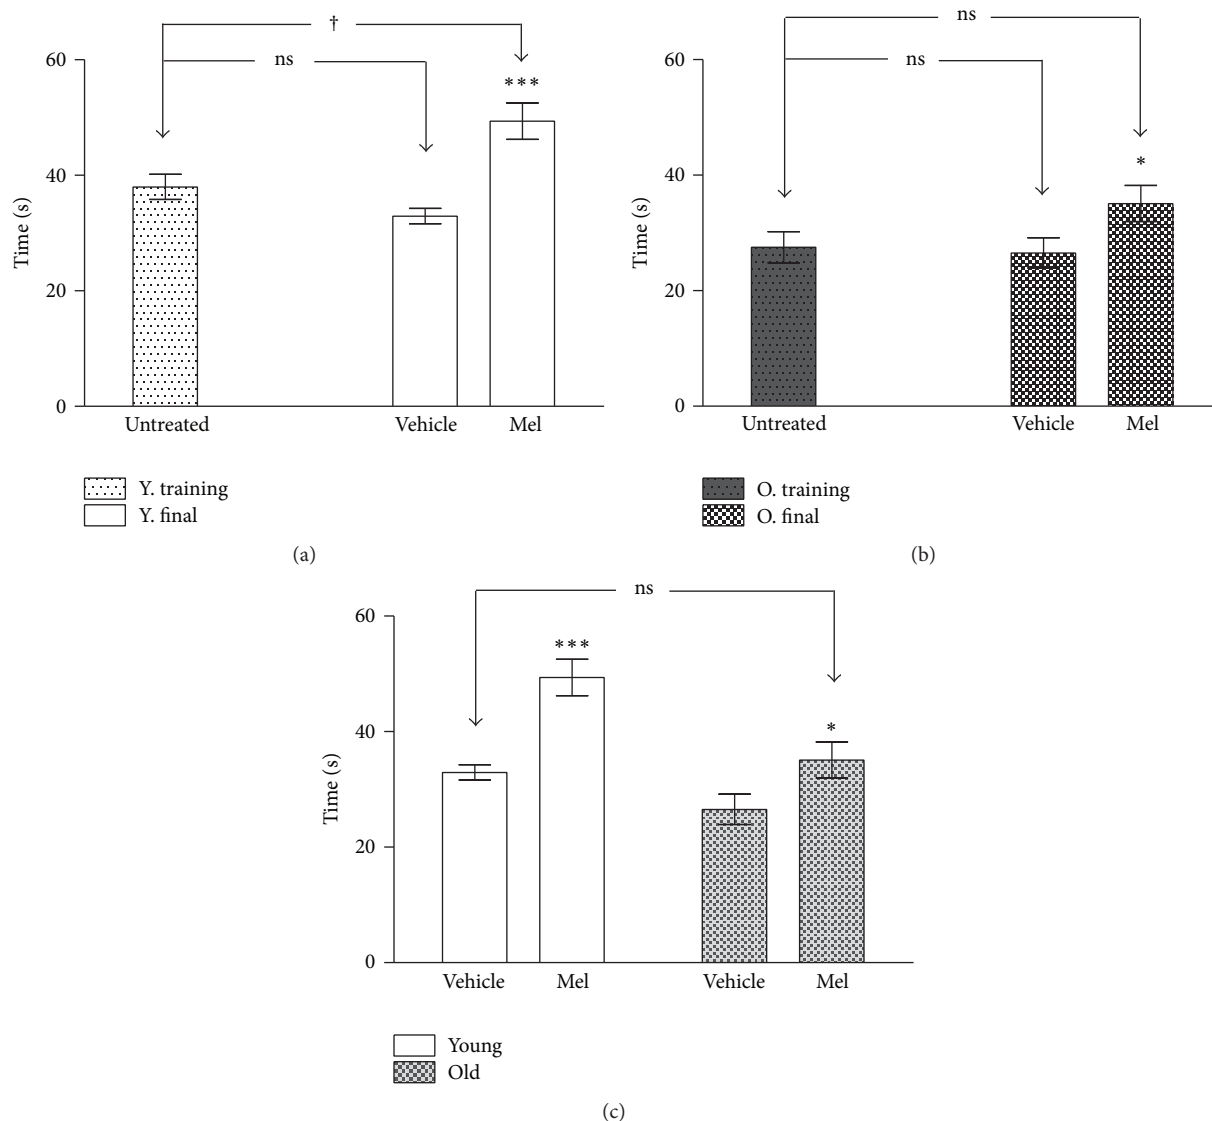 †
ns
***
60
40
20
0
Time (s)
Untreated
Vehicle
Mel
Y. training
Y. final
(a)
ns
ns
*
60
40
20
0
Time (s)
Untreated
Vehicle
Mel
O. training
O. final
(b)
ns
***
*
60
40
20
0
Time (s)
Vehicle
Mel
Vehicle
Mel
Young
Old
(c)